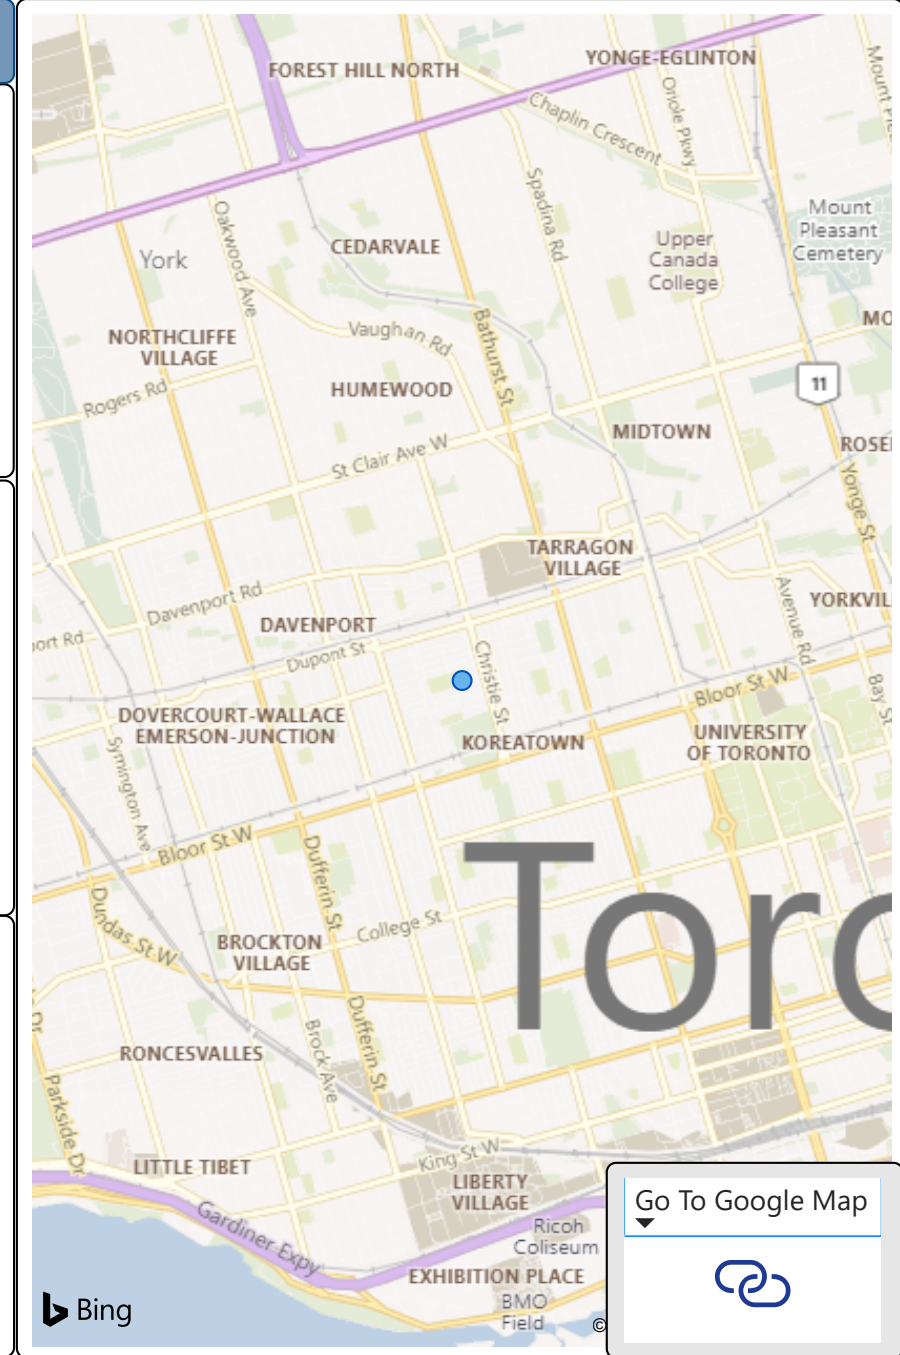 FOREST HILL NORTH
YONGE-EGLINTON
Chaplin Crescent
Oriole Pkwy
Spadina Rd
Oakwood Ave
Mount
Pleasant
Cemetery
York
CEDARVALE
Upper
Canada
College
NORTHCLIFFE
VILLAGE
Vaughan Rd
Bathurst St
MO
Rogers Rd
HUMEWOOD
11
MIDTOWN
ROSE
St Clair Ave W
Yonge St
TARRAGON
VILLAGE
Davenport Rd
Avenue Rd
YORKVIL
DAVENPORT
port Rd
Dupont St
Christie St
Bloor St W
Bay St
DOVERCOURT-WALLACE
EMERSON-JUNCTION
KOREATOWN
UNIVERSITY
OF TORONTO
Symington Ave
Bloor St W
Dufferin St
Toro
Dundas St W
College St
BROCKTON
VILLAGE
Dr
Dufferin St
Brock Ave
RONCESVALLES
Parkside Dr
King St W
LITTLE TIBET
LIBERTY
VILLAGE
Gardiner Expy
Ricoh
Coliseum
EXHIBITION PLACE
BMO
Field
Bing
©
Go To Google Map